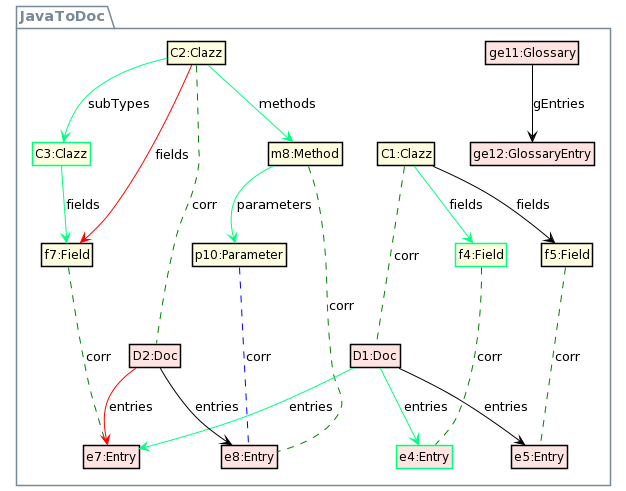 JavaToDoc
C2:Clazz
ge11:Glossary
subTypes
methods
gEntries
C3:Clazz
fields
m8:Method
C1:Clazz
ge12:GlossaryEntry
fields
corr
parameters
fields
fields
f7:Field
p10:Parameter
corr
f4:Field
f5:Field
corr
D2:Doc
corr
corr
D1:Doc
corr
corr
entries
entries
entries
entries
entries
e7:Entry
e8:Entry
e4:Entry
e5:Entry